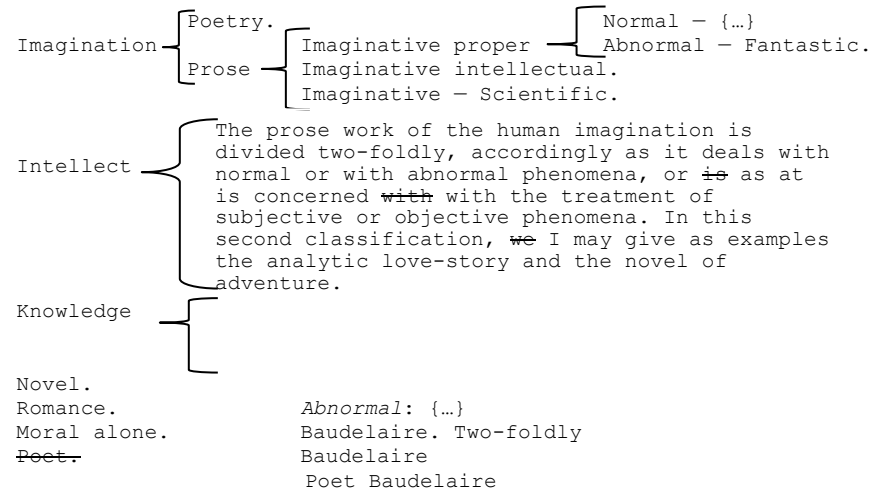 Poetry. Normal — {…}
Imagination Imaginative proper Abnormal — Fantastic.
Prose Imaginative intellectual.
Imaginative — Scientific.
The prose work of the human imagination is
divided two-foldly, accordingly as it deals with
Intellect normal or with abnormal phenomena, or is as at
is concerned with with the treatment of
subjective or objective phenomena. In this
second classification, we I may give as examples
the analytic love-story and the novel of
adventure.
Knowledge
Novel.
Romance. Abnormal: {…}
Moral alone. Baudelaire. Two-foldly
Poet. Baudelaire
Poet Baudelaire